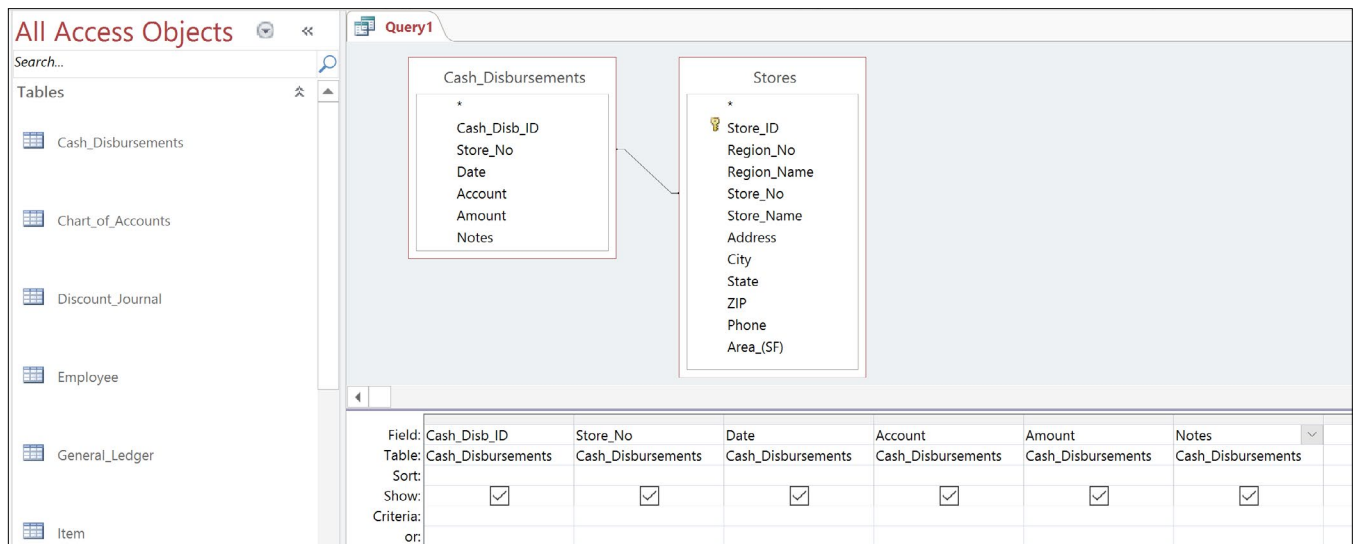 All Access Objects «
Search...
Tables
Cash_Disbursements
Chart_of_Accounts
Discount_Journal
Employee
General_Ledger
Item
Query1
Cash_Disbursements
*
Cash_Disb_ID
Store_No
Date
Account
Amount
Notes
Stores
*
Store_ID
Region_No
Region_Name
Store_No
Store_Name
Address
City
State
ZIP
Phone
Area_(SF)
Field: Cash_Disb_ID Store_No Date Account Amount Notes
Table: Cash_Disbursements Cash_Disbursements Cash_Disbursements Cash_Disbursements Cash_Disbursements Cash_Disbursements
Sort:
Show:
Criteria:
or: